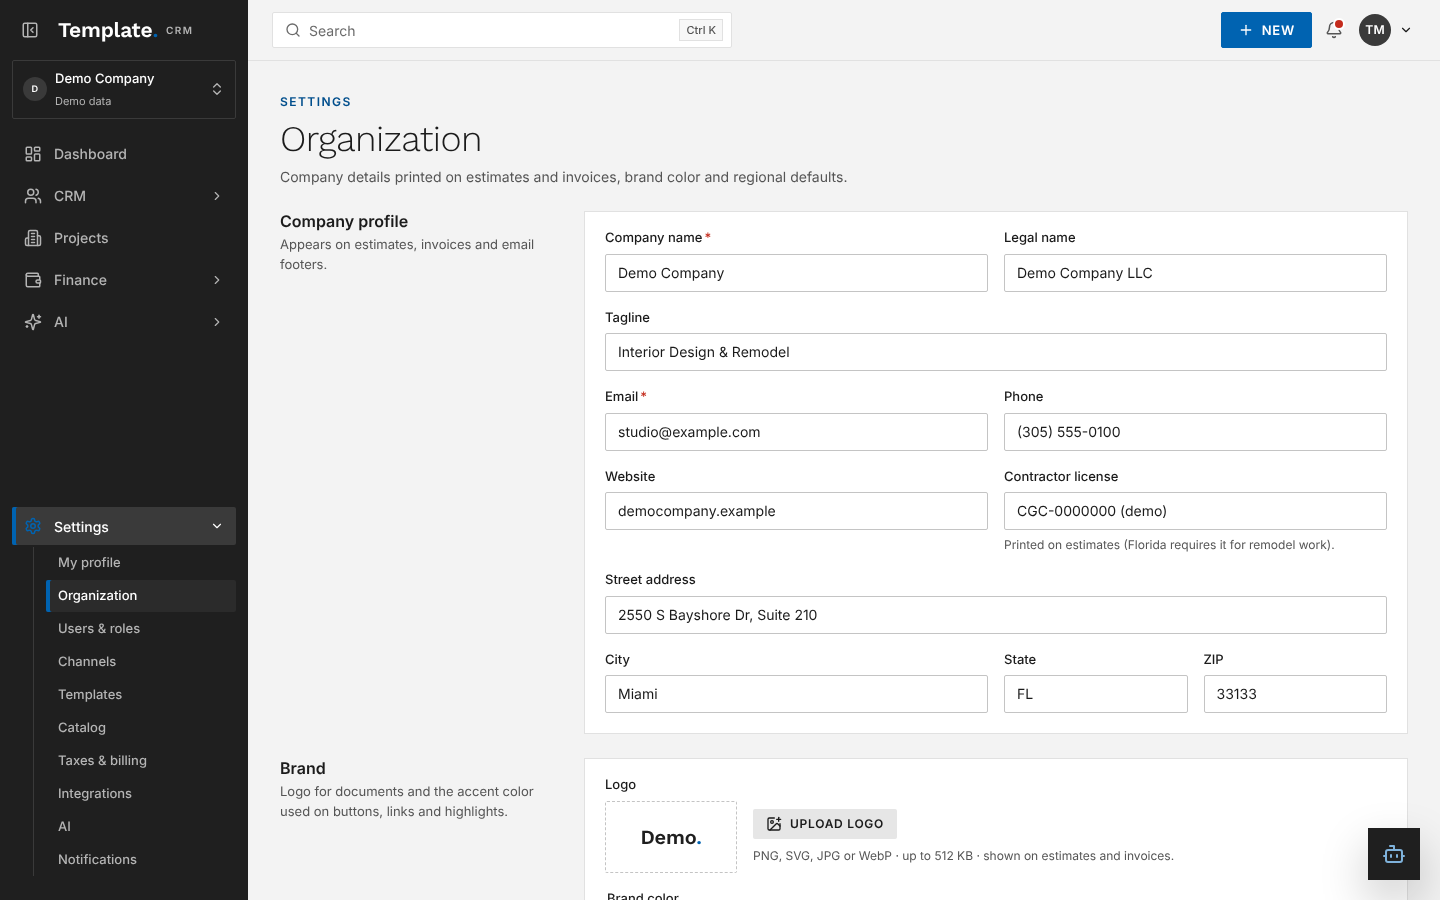 Template. CRM
Search
Ctrl K
NEW
TM
D
Demo Company
Demo data
Dashboard
CRM
Projects
Finance
AI
Settings
My profile
Organization
Users & roles
Channels
Templates
Catalog
Taxes & billing
Integrations
AI
Notifications
SETTINGS
Organization
Company details printed on estimates and invoices, brand color and regional defaults.
Company profile
Appears on estimates, invoices and email
footers.
Company name *
Legal name
Demo Company
Demo Company LLC
Tagline
Interior Design & Remodel
Email *
Phone
studio@example.com
(305) 555-0100
Website
Contractor license
democompany.example
CGC-0000000 (demo)
Printed on estimates (Florida requires it for remodel work).
Street address
2550 S Bayshore Dr, Suite 210
City
State
ZIP
Miami
FL
33133
Brand
Logo for documents and the accent color
used on buttons, links and highlights.
Logo
Demo.
UPLOAD LOGO
PNG, SVG, JPG or WebP · up to 512 KB · shown on estimates and invoices.
Brand color